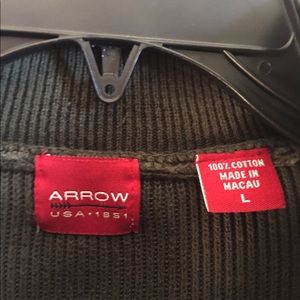 ARROW
USA • 1851
100% COTTON
MADE IN
MACAU
L